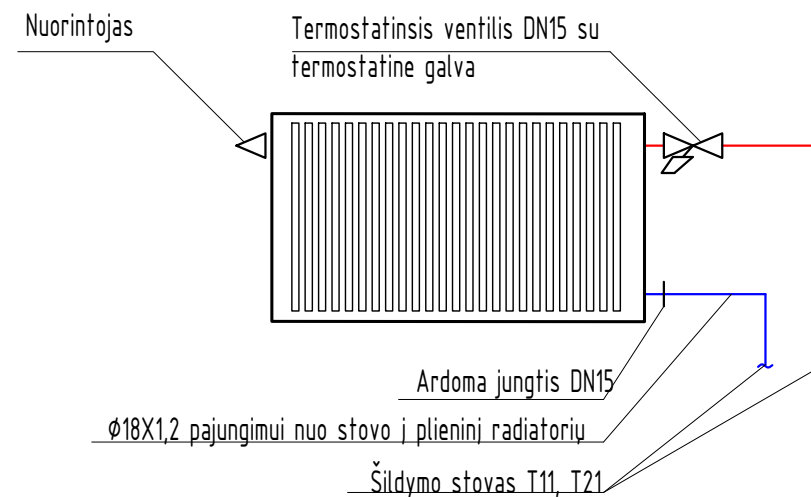 Nuorintojas
Termostatinsis ventilis DN15 su
termostatine galva
Ardoma jungtis DN15
Ø18X1,2 pajungimui nuo stovo į plieninį radiatorių
Šildymo stovas T11, T21